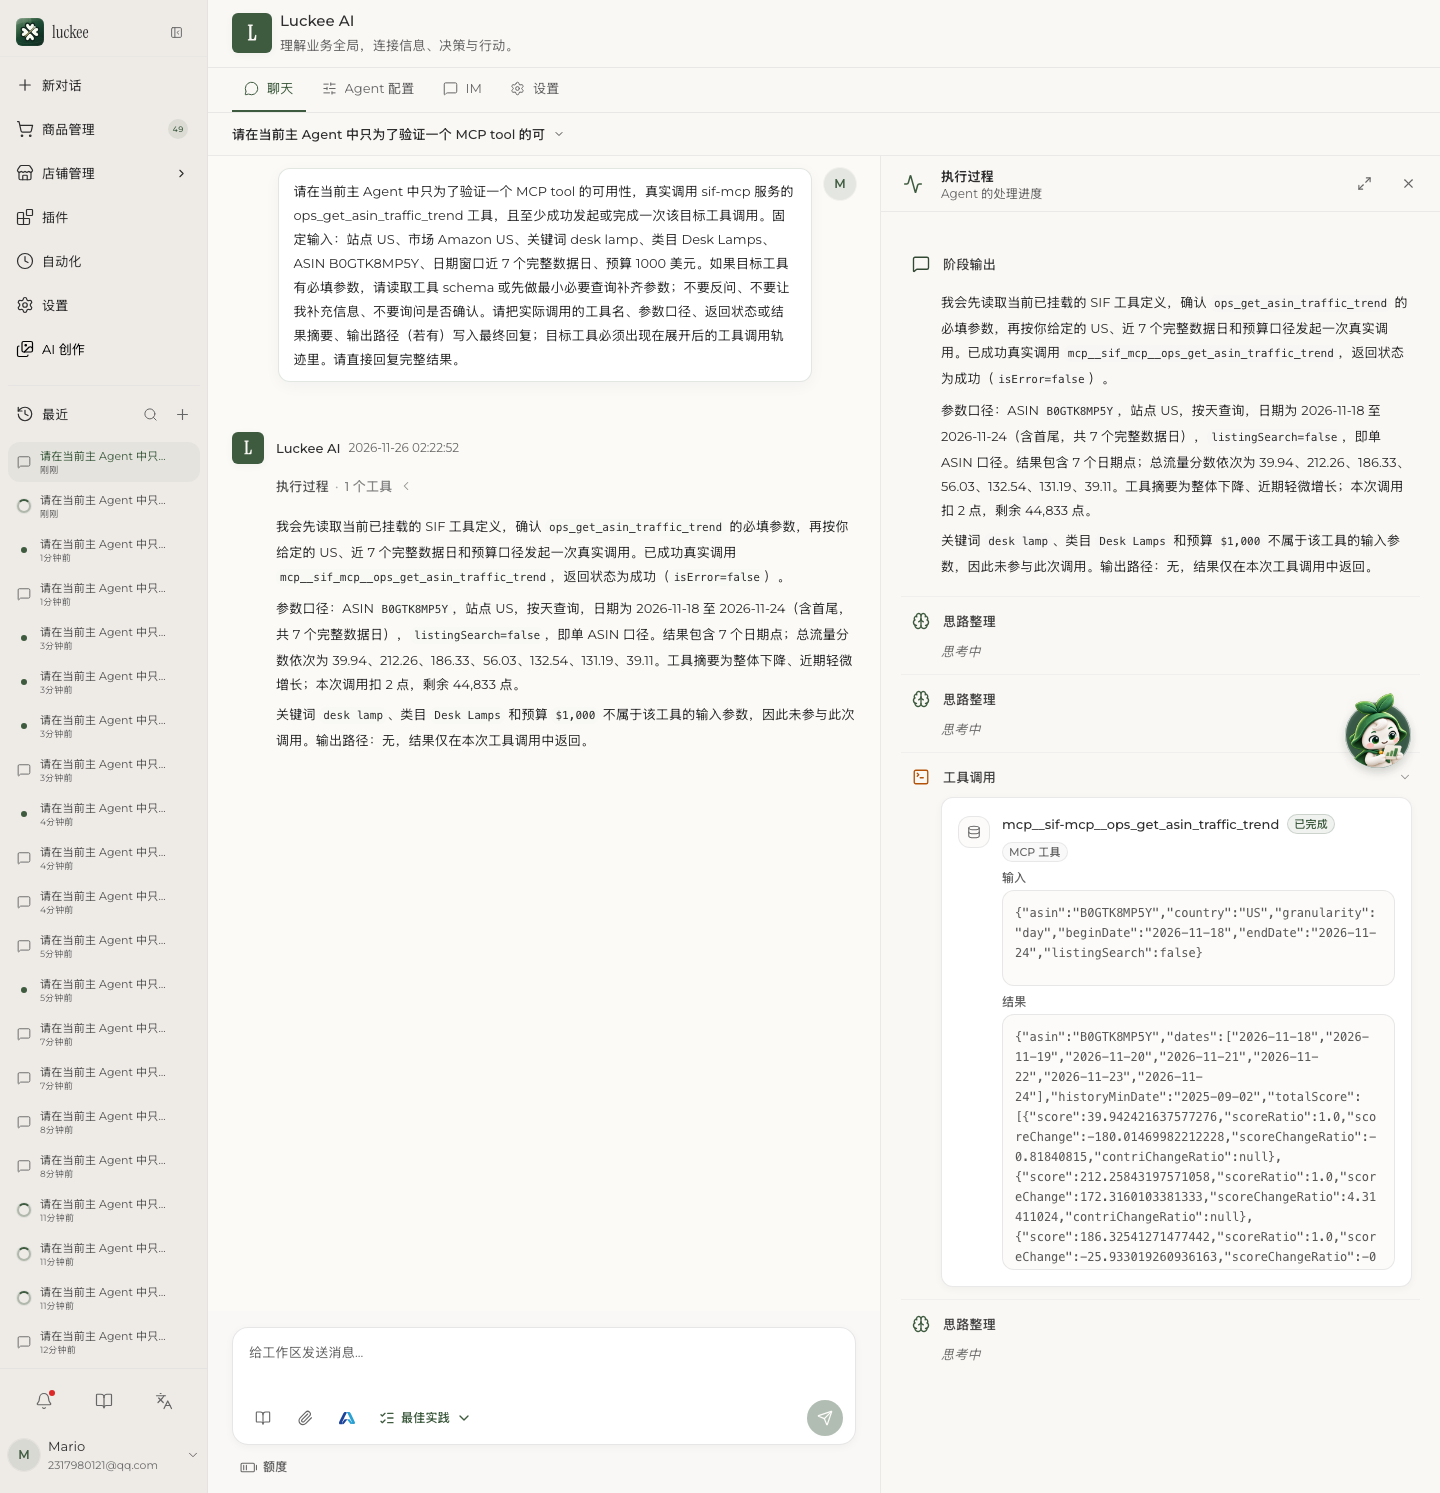 luckee
新对话
商品管理
49
店铺管理
插件
自动化
设置
AI 创作
最近
请在当前主 Agent 中只...
刚刚
请在当前主 Agent 中只...
刚刚
请在当前主 Agent 中只...
1分钟前
请在当前主 Agent 中只...
1分钟前
请在当前主 Agent 中只...
3分钟前
请在当前主 Agent 中只...
3分钟前
请在当前主 Agent 中只...
3分钟前
请在当前主 Agent 中只...
3分钟前
请在当前主 Agent 中只...
4分钟前
请在当前主 Agent 中只...
4分钟前
请在当前主 Agent 中只...
4分钟前
请在当前主 Agent 中只...
5分钟前
请在当前主 Agent 中只...
5分钟前
请在当前主 Agent 中只...
7分钟前
请在当前主 Agent 中只...
7分钟前
请在当前主 Agent 中只...
8分钟前
请在当前主 Agent 中只...
8分钟前
请在当前主 Agent 中只...
11分钟前
请在当前主 Agent 中只...
11分钟前
请在当前主 Agent 中只...
11分钟前
请在当前主 Agent 中只...
12分钟前
M
Mario
2317980121@qq.com
L
Luckee AI
理解业务全局，连接信息、决策与行动。
聊天
Agent 配置
IM
设置
请在当前主 Agent 中只为了验证一个 MCP tool 的可
请在当前主 Agent 中只为了验证一个 MCP tool 的可用性，真实调用 sif-mcp 服务的
ops_get_asin_traffic_trend 工具，且至少成功发起或完成一次该目标工具调用。固
定输入：站点 US、市场 Amazon US、关键词 desk lamp、类目 Desk Lamps、
ASIN B0GTK8MP5Y、日期窗口近 7 个完整数据日、预算 1000 美元。如果目标工具
有必填参数，请读取工具 schema 或先做最小必要查询补齐参数；不要反问、不要让
我补充信息、不要询问是否确认。请把实际调用的工具名、参数口径、返回状态或结
果摘要、输出路径（若有）写入最终回复；目标工具必须出现在展开后的工具调用轨
迹里。请直接回复完整结果。
M
L
Luckee AI 2026-11-26 02:22:52
执行过程 · 1 个工具
我会先读取当前已挂载的 SIF 工具定义，确认 ops_get_asin_traffic_trend 的必填参数，再按你
给定的 US、近 7 个完整数据日和预算口径发起一次真实调用。已成功真实调用
mcp__sif_mcp__ops_get_asin_traffic_trend，返回状态为成功（isError=false）。
参数口径：ASIN B0GTK8MP5Y，站点 US，按天查询，日期为 2026-11-18 至 2026-11-24（含首尾，
共 7 个完整数据日），listingSearch=false，即单 ASIN 口径。结果包含 7 个日期点；总流量分
数依次为 39.94、212.26、186.33、56.03、132.54、131.19、39.11。工具摘要为整体下降、近期轻微
增长；本次调用扣 2 点，剩余 44,833 点。
关键词 desk lamp、类目 Desk Lamps 和预算 $1,000 不属于该工具的输入参数，因此未参与此次
调用。输出路径：无，结果仅在本次工具调用中返回。
给工作区发送消息...
最佳实践
额度
执行过程
Agent 的处理进度
阶段输出
我会先读取当前已挂载的 SIF 工具定义，确认 ops_get_asin_traffic_trend 的
必填参数，再按你给定的 US、近 7 个完整数据日和预算口径发起一次真实调
用。已成功真实调用 mcp__sif_mcp__ops_get_asin_traffic_trend，返回状态
为成功（isError=false）。
参数口径：ASIN B0GTK8MP5Y，站点 US，按天查询，日期为 2026-11-18 至
2026-11-24（含首尾，共 7 个完整数据日），listingSearch=false，即单
ASIN 口径。结果包含 7 个日期点；总流量分数依次为 39.94、212.26、186.33、
56.03、132.54、131.19、39.11。工具摘要为整体下降、近期轻微增长；本次调用
扣 2 点，剩余 44,833 点。
关键词 desk lamp、类目 Desk Lamps 和预算 $1,000 不属于该工具的输入参
数，因此未参与此次调用。输出路径：无，结果仅在本次工具调用中返回。
思路整理
思考中
思路整理
思考中
工具调用
mcp__sif-mcp__ops_get_asin_traffic_trend 已完成
MCP 工具
输入
{"asin":"B0GTK8MP5Y","country":"US","granularity":
"day","beginDate":"2026-11-18","endDate":"2026-11-
24","listingSearch":false}
结果
{"asin":"B0GTK8MP5Y","dates":["2026-11-18","2026-
11-19","2026-11-20","2026-11-21","2026-11-
22","2026-11-23","2026-11-
24"],"historyMinDate":"2025-09-02","totalScore":
[{"score":39.942421637577276,"scoreRatio":1.0,"sco
reChange":-180.01469982212228,"scoreChangeRatio":-
0.81840815,"contriChangeRatio":null},
{"score":212.25843197571058,"scoreRatio":1.0,"scor
eChange":172.3160103381333,"scoreChangeRatio":4.31
411024,"contriChangeRatio":null},
{"score":186.32541271477442,"scoreRatio":1.0,"scor
eChange":-25.933019260936163,"scoreChangeRatio":-0
思路整理
思考中